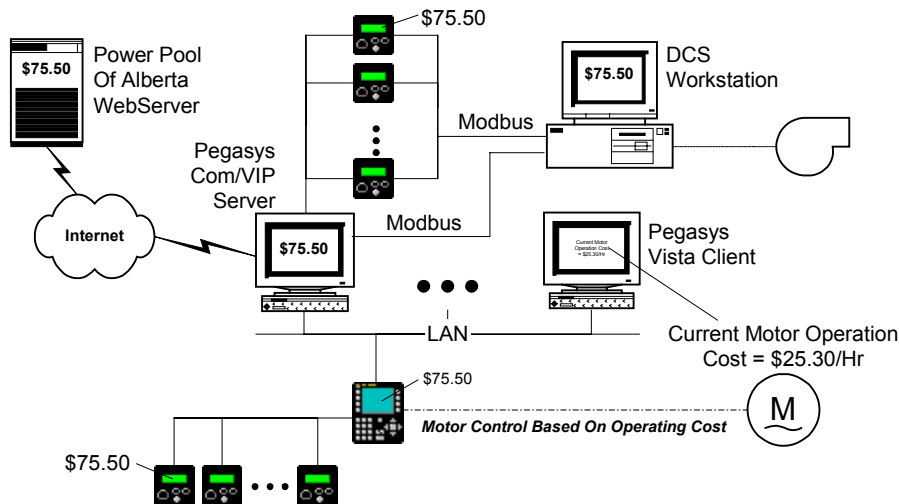 $75.50
$75.50
Power Pool
Of Alberta
WebServer
$75.50
DCS
Workstation
Modbus
Pegasys
Com/VIP
Server
Modbus
Internet
$75.50
Current Motor
Operation Cost
= $25.30/Hr
Pegasys
Vista Client
LAN
Current Motor Operation
Cost = $25.30/Hr
$75.50
M
Motor Control Based On Operating Cost
$75.50